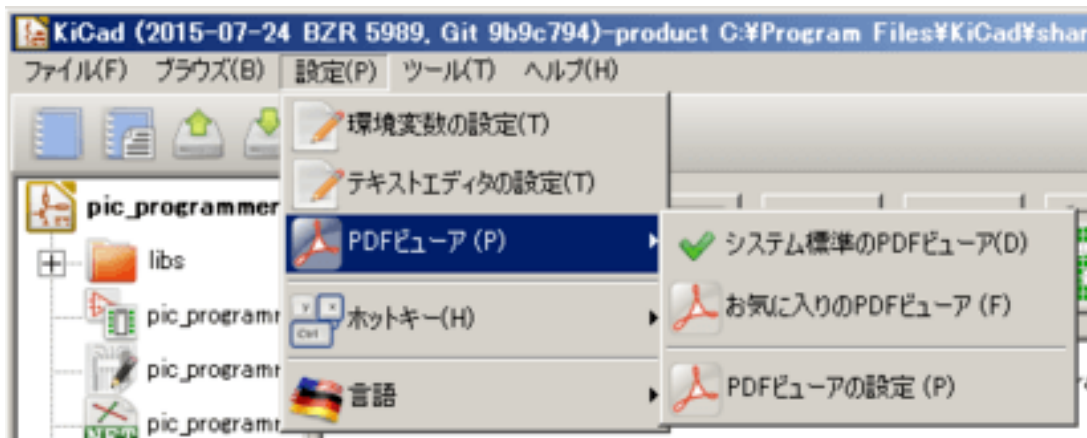 KiCad (2015-07-24 BZR 5989, Git 9b9c794)-product C:¥Program Files¥KiCad¥shar
ファイル(F) ブラウズ(B) 設定(P) ツール(T) ヘルプ(H)
環境変数の設定(T)
テキストエディタの設定(T)
pic_programmer
PDFビューア (P)
システム標準のPDFビューア(D)
libs
お気に入りのPDFビューア (F)
pic_programm
ホットキー(H)
y x
Ctrl
pic_programm
PDFビューアの設定 (P)
言語
pic_programm
NET